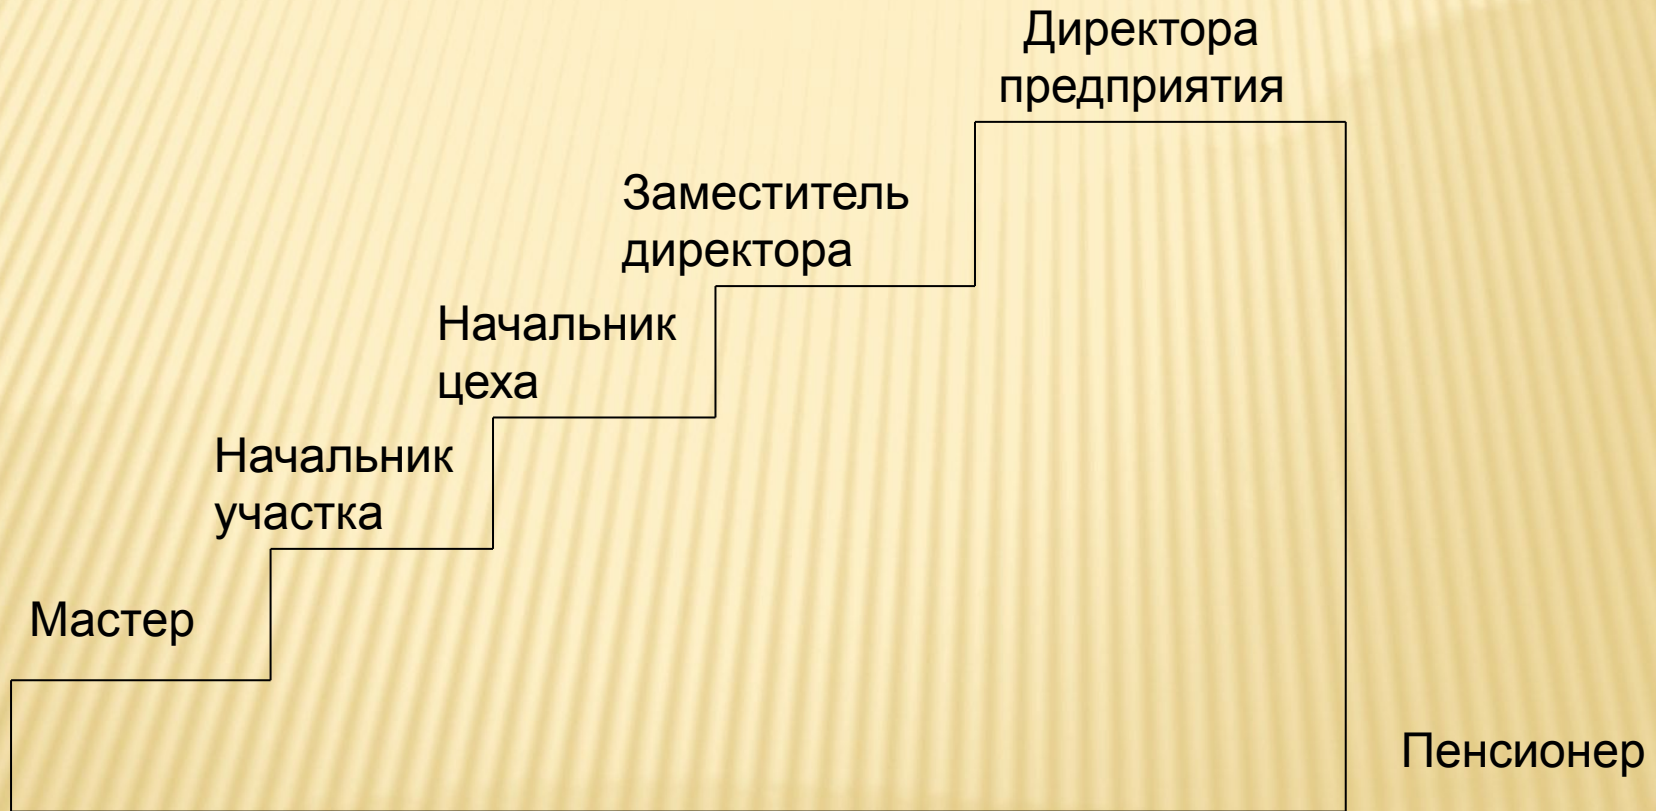 Директора
предприятия
Заместитель
директора
Начальник
цеха
Начальник
участка
Мастер
Пенсионер